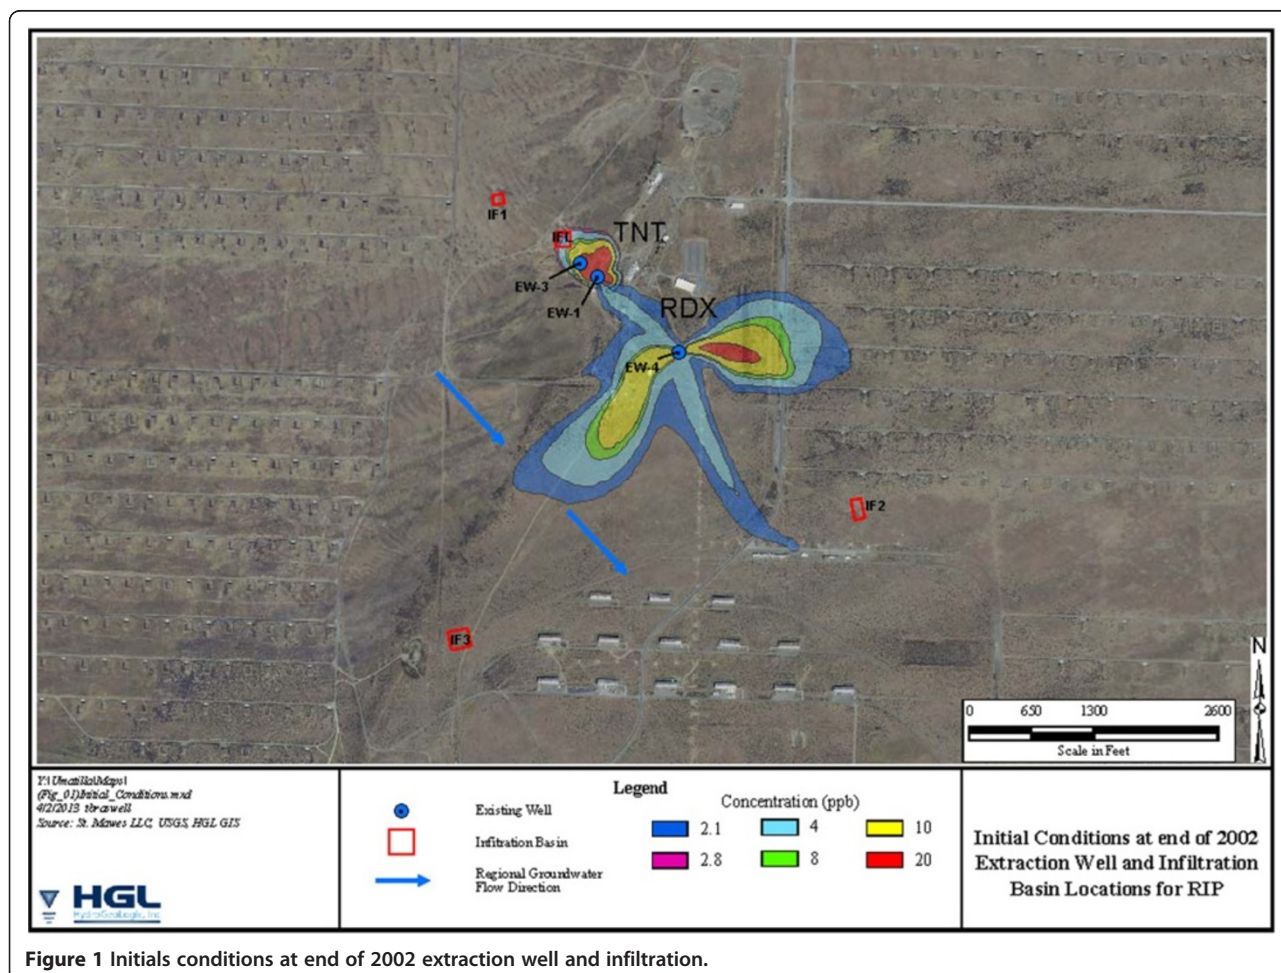 IF1
IFL
TNT
EW-3
EW-1
RDX
EW-4
IF2
IF3
N
0 650 1300 2600
Scale in Feet
Y:\Umatilla\Maps\
(Fig_01)Initial_Conditions.mxd
4/2/2013 tbraswell
Source: St. Mawes LLC, USGS, HGL GIS
HGL
HydroGeoLogic, Inc
Legend
Existing Well
Infitration Basin
Regional Groundwater
Flow Direction
Concentration (ppb)
2.1 4 10
2.8 8 20
Initial Conditions at end of 2002
Extraction Well and Infiltration
Basin Locations for RIP
Figure 1 Initials conditions at end of 2002 extraction well and infiltration.